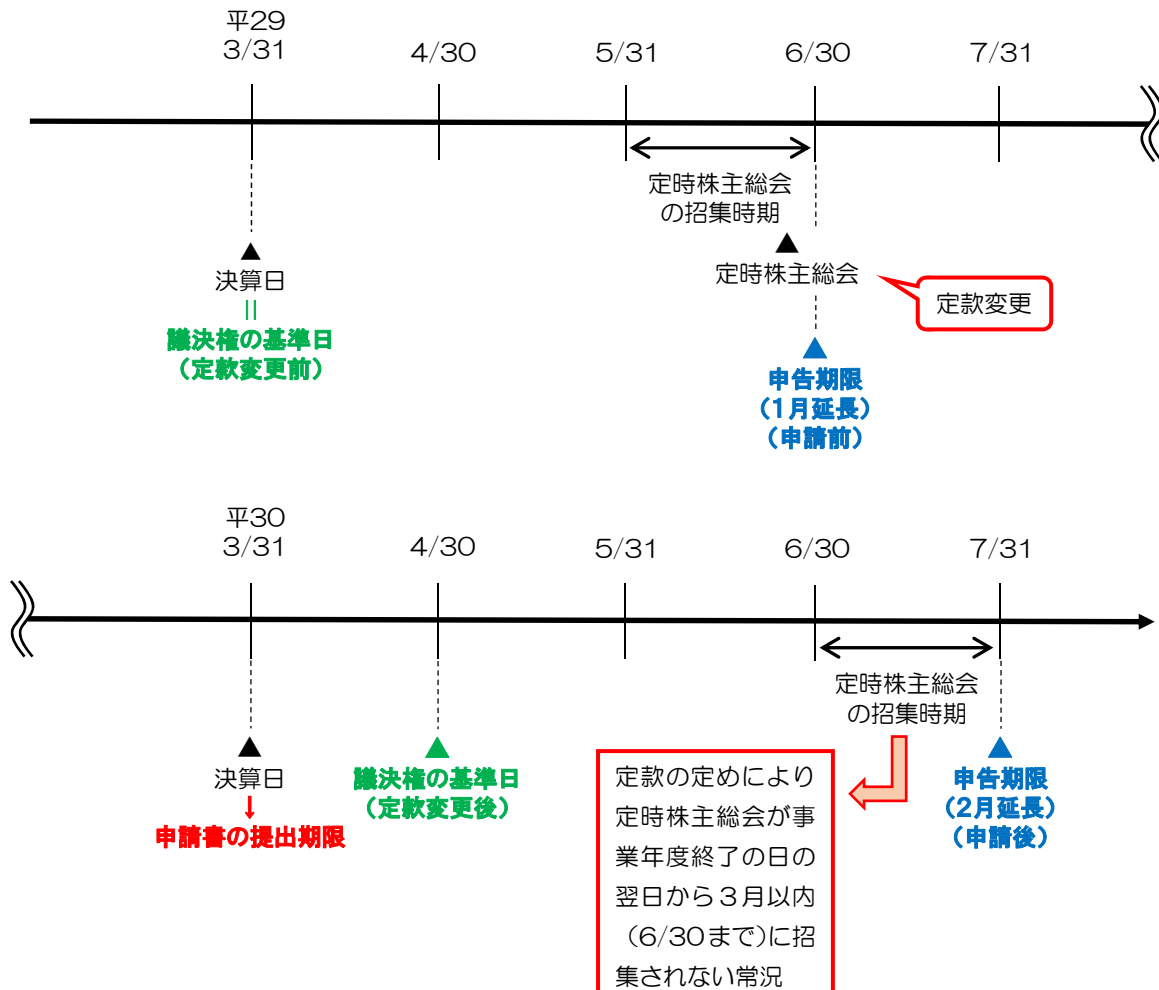 平29
3/31
4/30
5/31
6/30
7/31
定時株主総会
の招集時期
決算日
||
議決権の基準日
(定款変更前)
定時株主総会
定款変更
申告期限
(1月延長)
(申請前)
平30
3/31
4/30
5/31
6/30
7/31
定時株主総会
の招集時期
決算日
↓
申請書の提出期限
議決権の基準日
(定款変更後)
定款の定めにより
定時株主総会が事
業年度終了の日の
翌日から3月以内
(6/30まで)に招
集されない常況
申告期限
(2月延長)
(申請後)